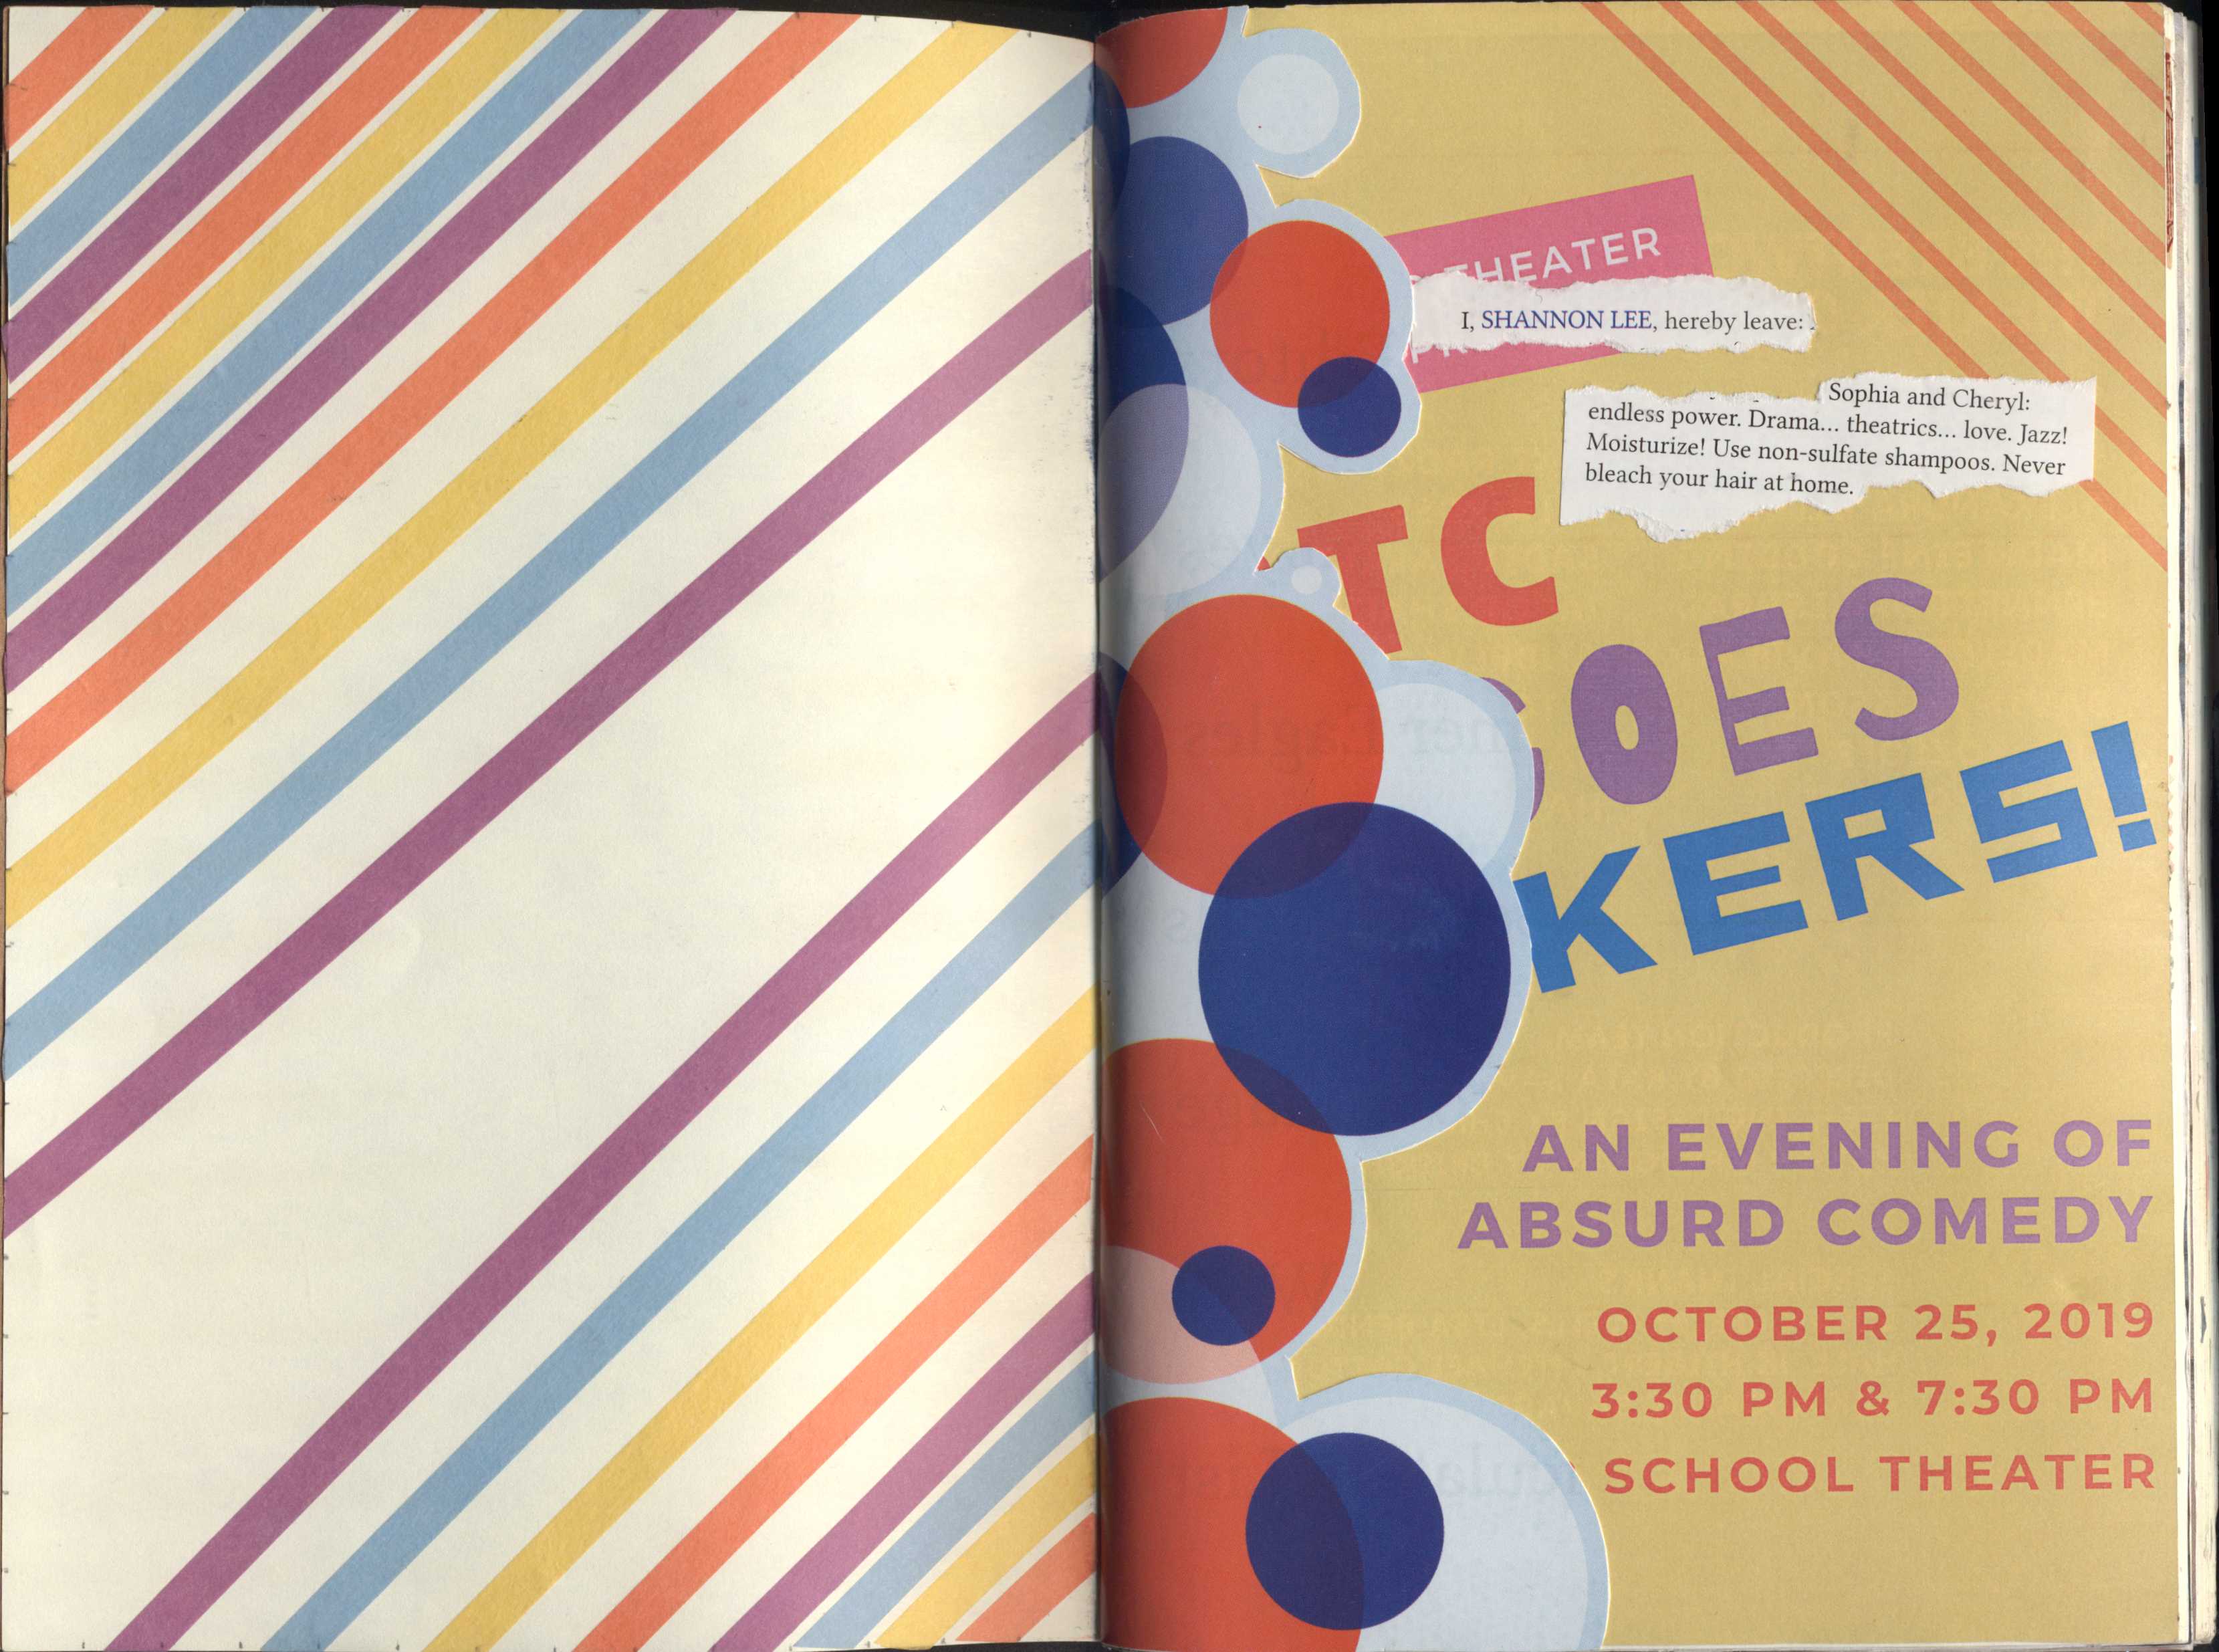 THEATER
I, SHANNON LEE, hereby leave:
Sophia and Cheryl:
endless power. Drama... theatrics... love. Jazz!
Moisturize! Use non-sulfate shampoos. Never
bleach your hair at home.
TC
GOES
KERS!
AN EVENING OF
ABSURD COMEDY
OCTOBER 25, 2019
3:30 PM & 7:30 PM
SCHOOL THEATER